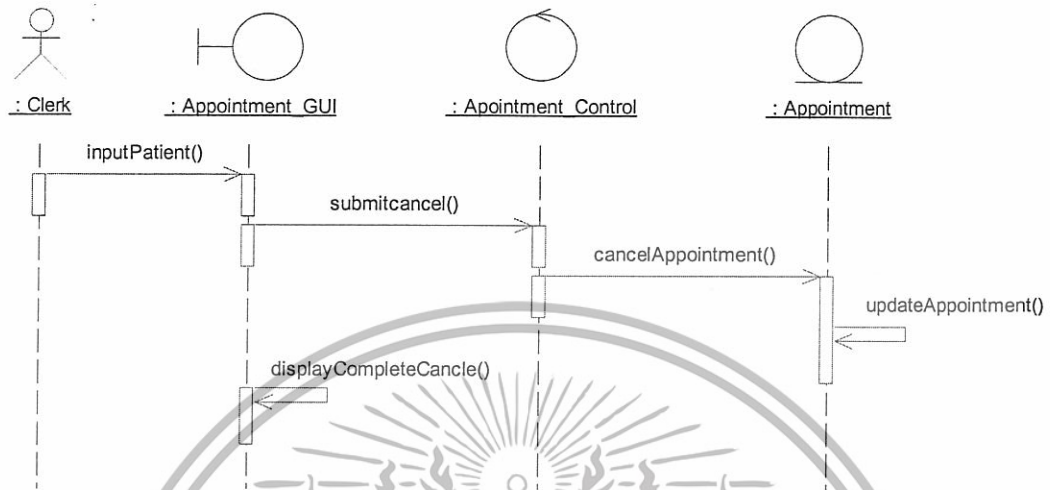 : Clerk
: Appointment_GUI
: Apointment_Control
: Appointment
inputPatient()
submitcancel()
cancelAppointment()
updateAppointment()
displayCompleteCancle()